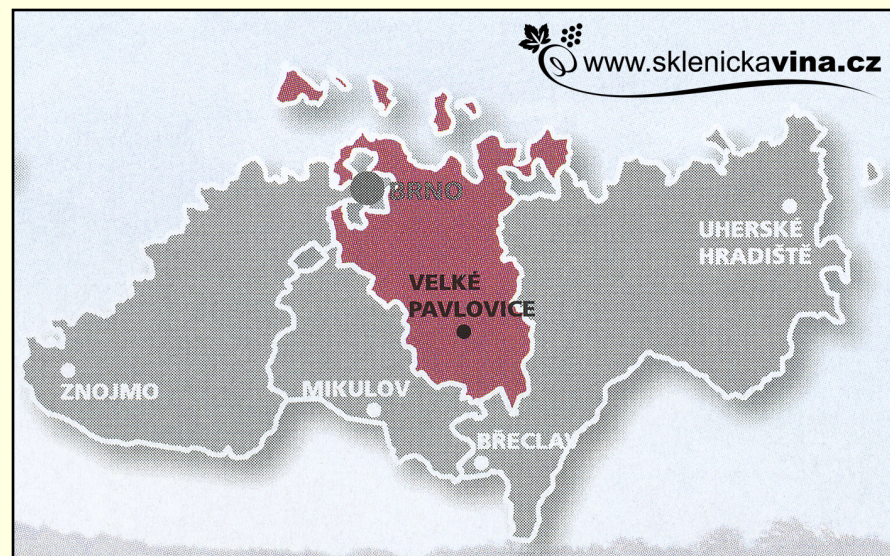 www.sklenickavina.cz
BRNO
UHERSKÉ
HRADIŠTĚ
VELKÉ
PAVLOVICE
ZNOJMO
MIKULOV
BŘECLAV